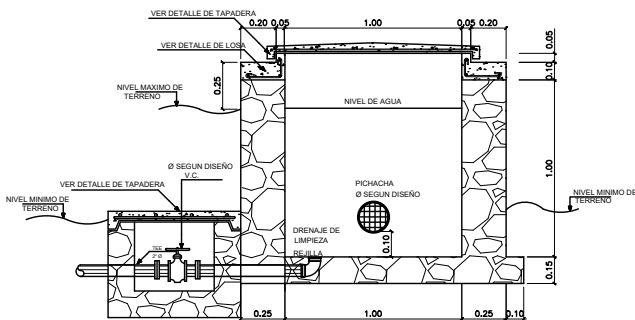 VER DETALLE DE TAPADERA
0.20
0.05
1.00
0.05
0.20
VER DETALLE DE LOSA
0.05
0.10
0.25
NIVEL MAXIMO DE
TERRENO
NIVEL DE AGUA
1.00
Ø SEGUN DISEÑO
V.C.
VER DETALLE DE TAPADERA
PICHACHA
Ø SEGUN DISEÑO
NIVEL MINIMO DE
TERRENO
NIVEL MINIMO DE
TERRENO
DRENAJE DE
LIMPIEZA
REJILLA
0.10
TEE
2" Ø
0.15
0.25
1.00
0.25
0.10